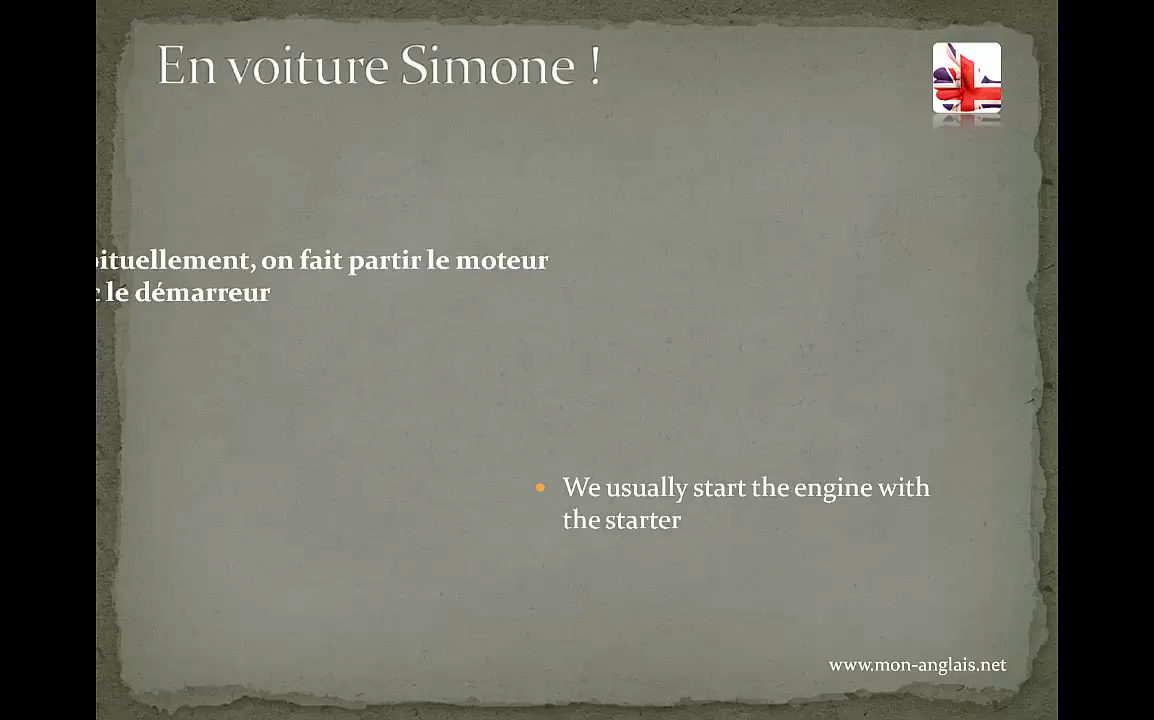 En voiture Simone !
bituellement, on fait partir le moteur
c le démarreur
We usually start the engine with
the starter
www.mon-anglais.net